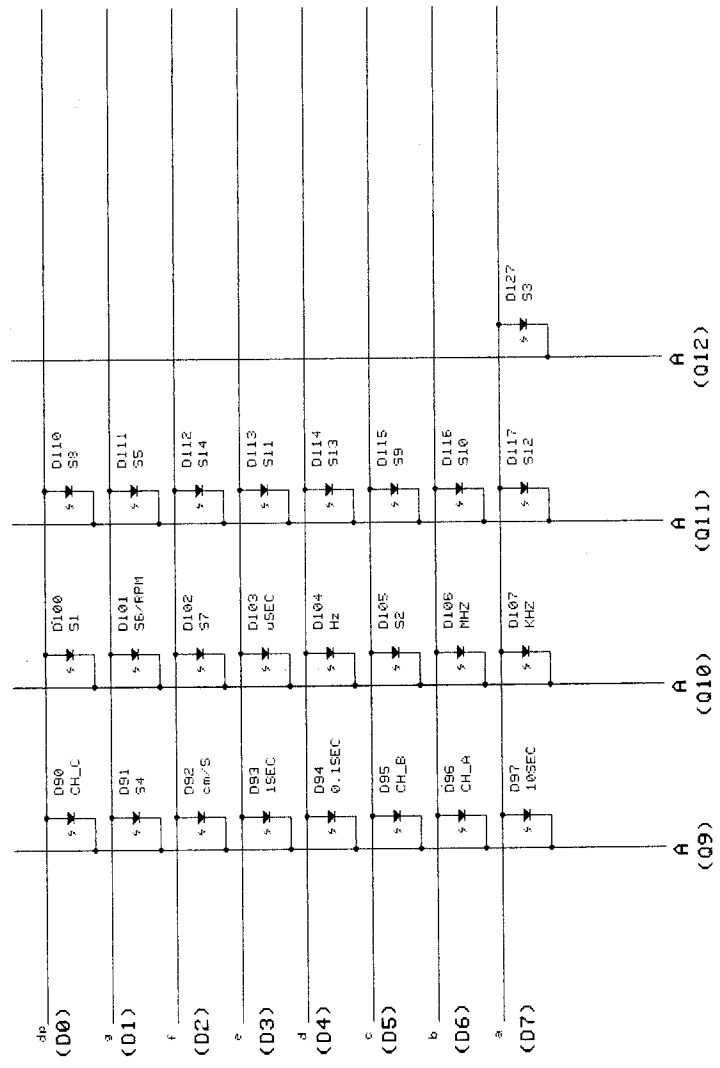 D127
S3
D110
S8
D111
S5
D112
S14
D113
S11
D114
S13
D115
S9
D116
S10
D117
S12
D100
S1
D101
S6/RPM
D102
S7
D103
uSEC
D104
Hz
D105
S2
D106
MHZ
D107
KHZ
D90
CH_C
D91
S4
D92
cm/S
D93
1SEC
D94
0.1SEC
D95
CH_B
D96
CH_A
D97
10SEC
A
(Q12)
A
(Q11)
A
(Q10)
A
(Q9)
dp
(D0)
g
(D1)
f
(D2)
e
(D3)
d
(D4)
c
(D5)
b
(D6)
a
(D7)